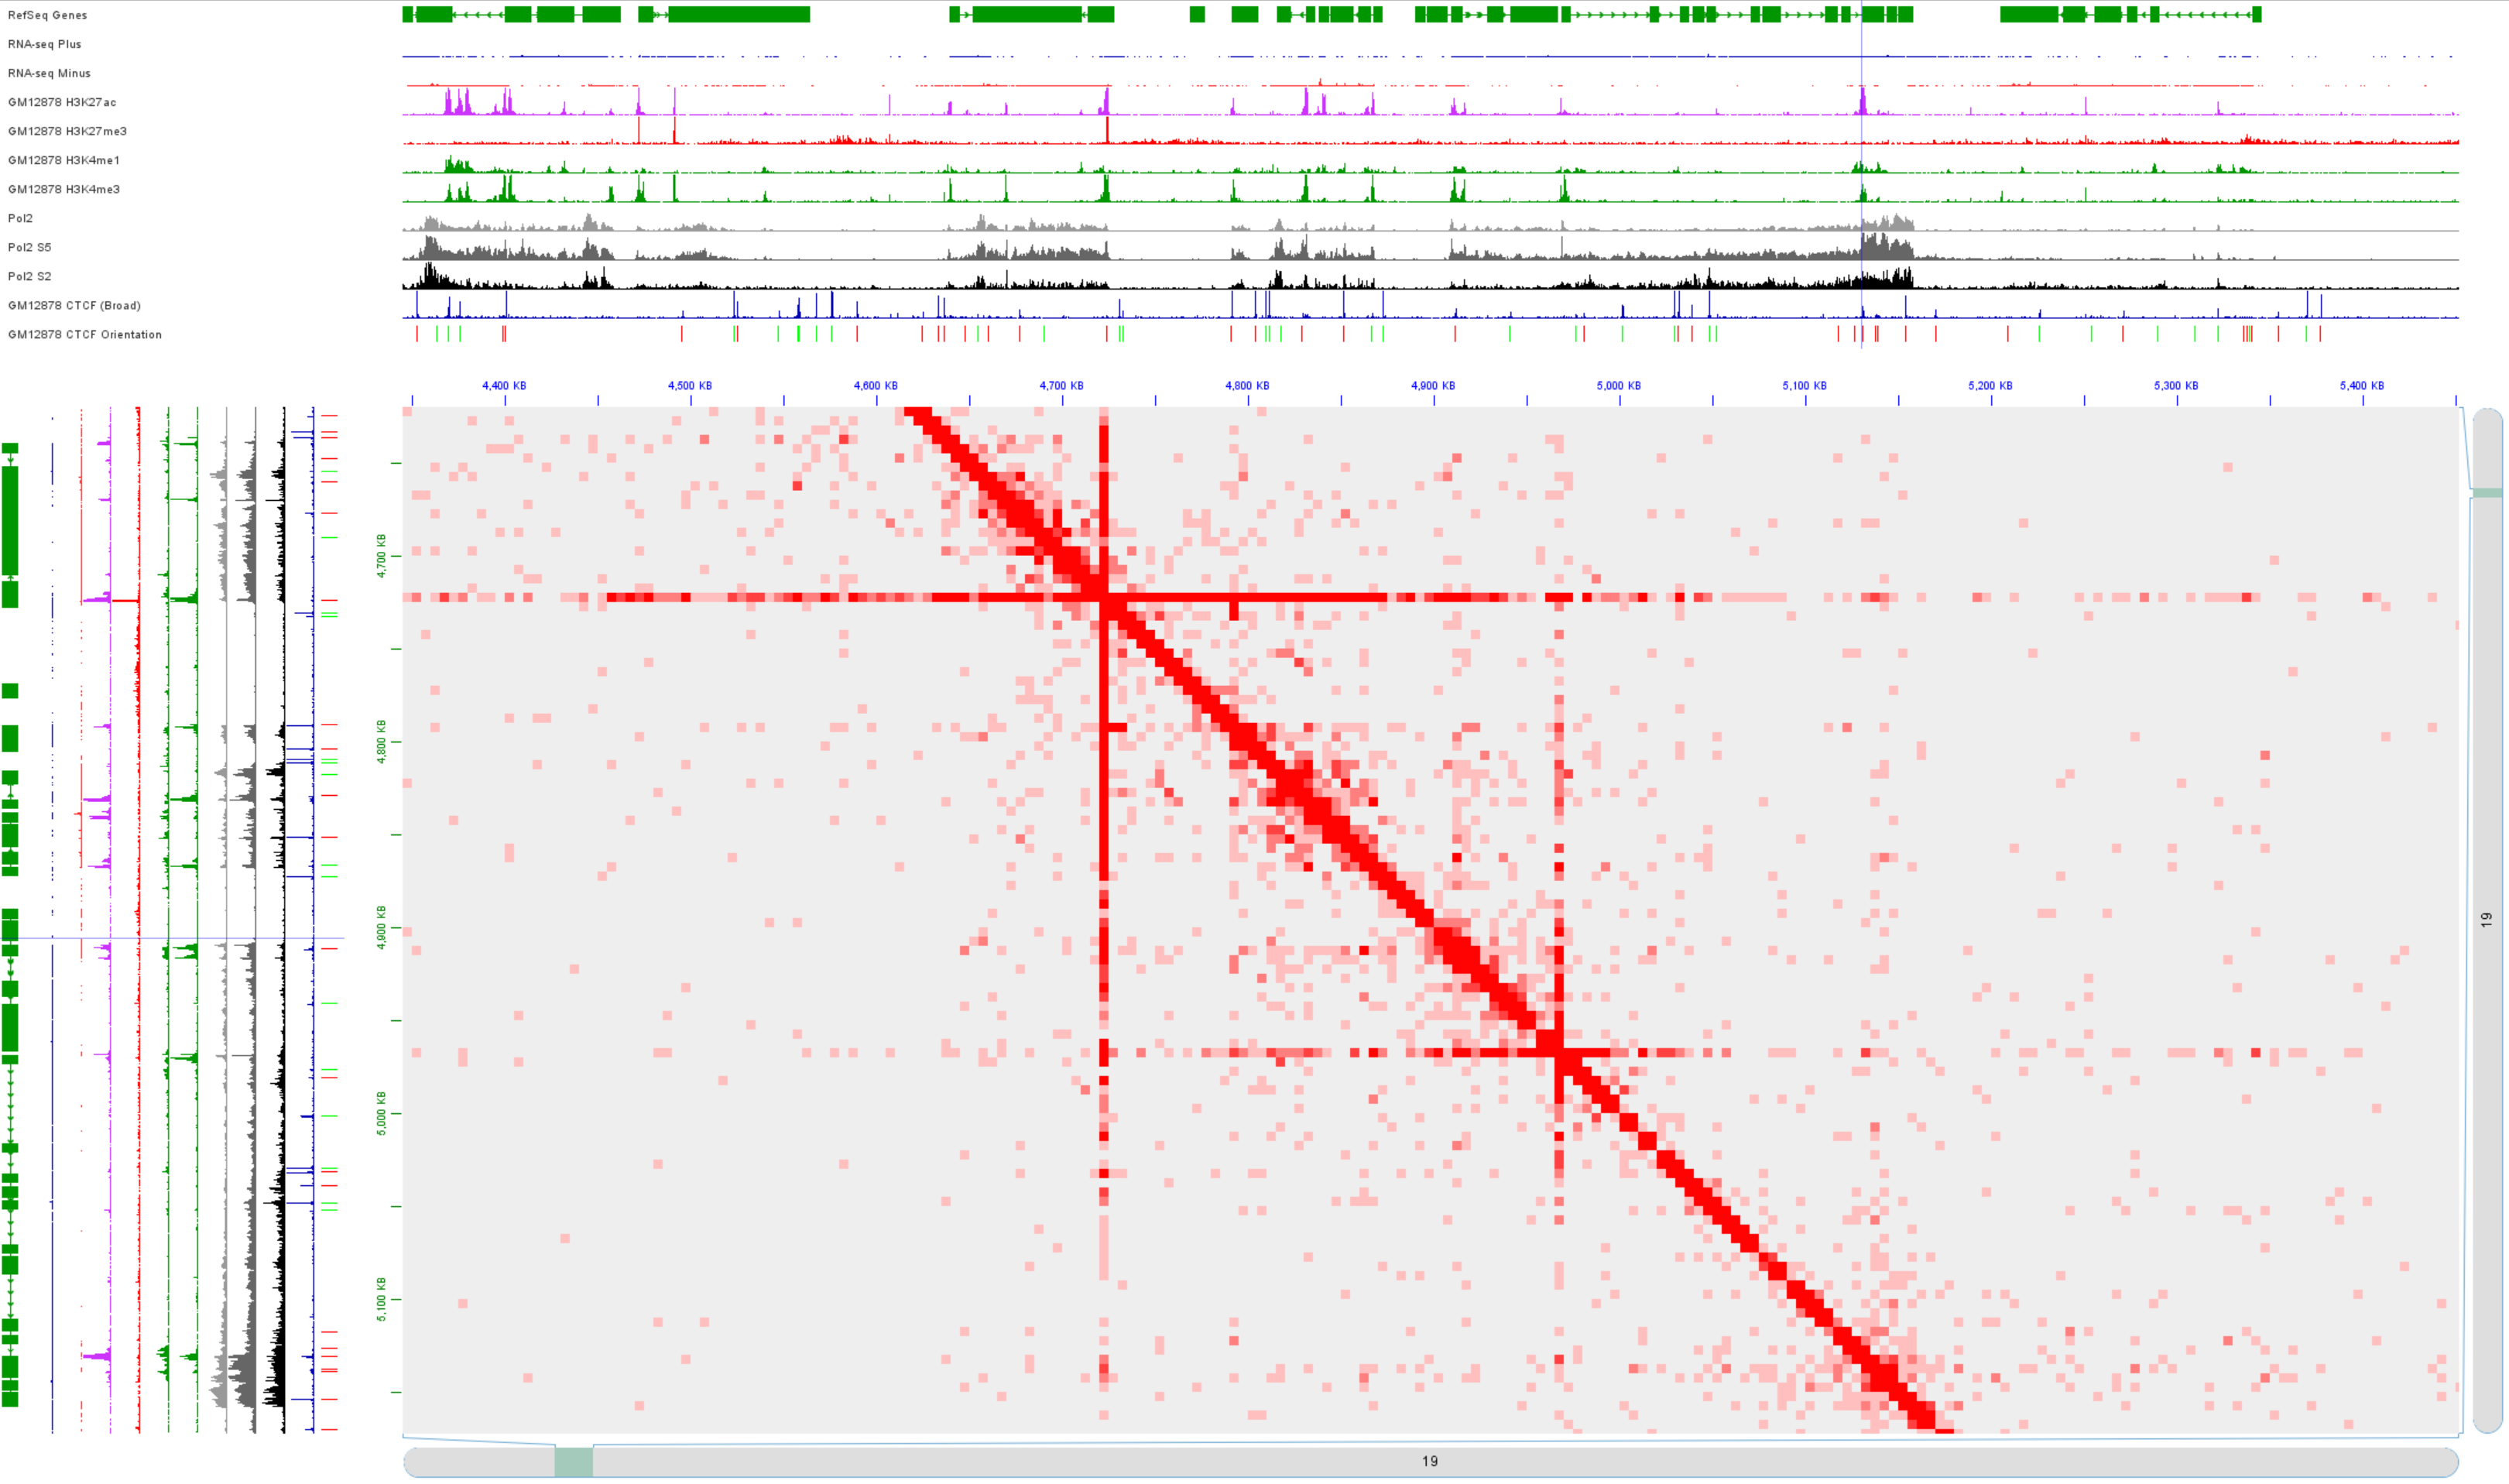 RefSeq Genes
RNA-seq Plus
RNA-seq Minus
GM12878 H3K27ac
GM12878 H3K27me3
GM12878 H3K4me1
GM12878 H3K4me3
Pol2
Pol2 S5
Pol2 S2
GM12878 CTCF (Broad)
GM12878 CTCF Orientation
4,400 KB 4,500 KB 4,600 KB 4,700 KB 4,800 KB 4,900 KB 5,000 KB 5,100 KB 5,200 KB 5,300 KB 5,400 KB
4,700 KB
4,800 KB
4,900 KB
5,000 KB
5,100 KB
19
19